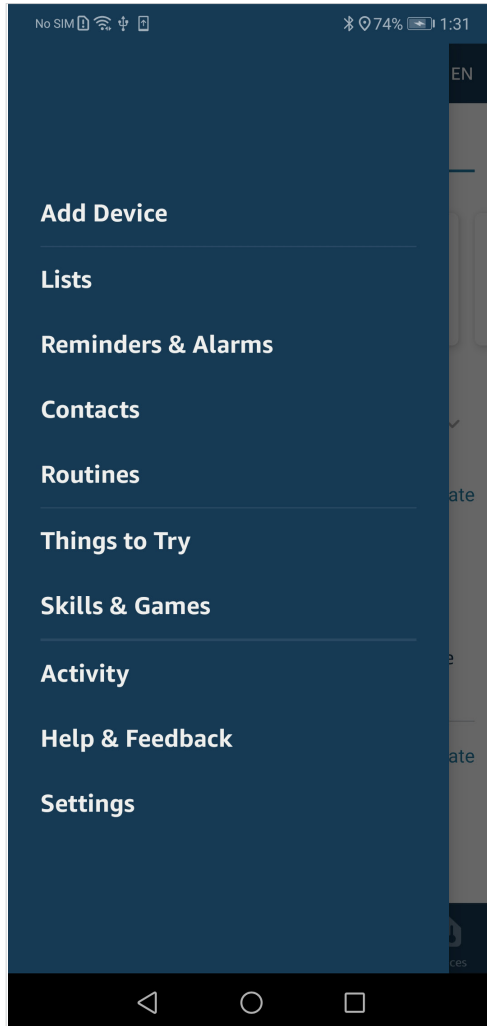 No SIM 74% 1:31
EN
Add Device
Lists
Reminders & Alarms
Contacts
ate
Routines
Things to Try
Skills & Games
e
Activity
Help & Feedback
ate
Settings
ces